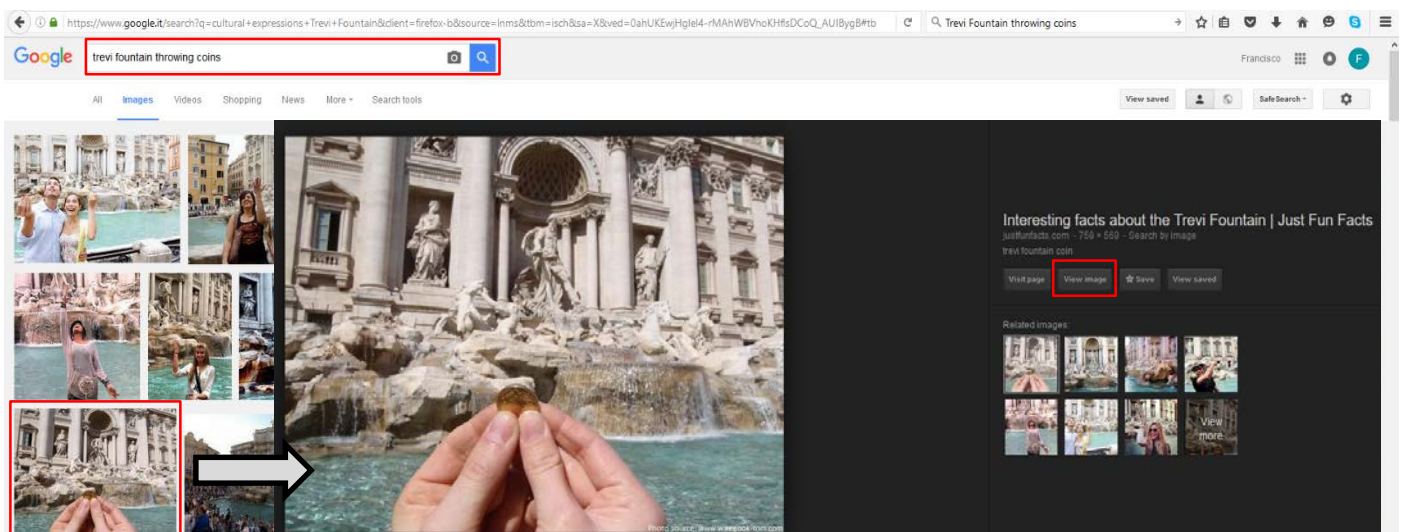 https://www.google.it/search?q=cultural+expressions+Trevi+Fountain&client=firefox-b&source=lnms&tbm=isch&sa=X&ved=0ahUKEwjHgIeI4-rMAhWBVhoKHfIsDCoQ_AUIBygB#tb
Trevi Fountain throwing coins
Google
trevi fountain throwing coins
Francisco
F
All Images Videos Shopping News More Search tools
View saved
SafeSearch
Interesting facts about the Trevi Fountain | Just Fun Facts
justfunfacts.com - 750 × 569 - Search by image
trevi fountain coin
Visit page View image Save View saved
Related images:
View
more